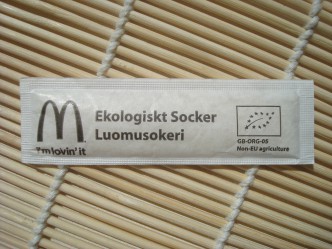 i'm lovin' it
Ekologiskt Socker
Luomusokeri
GB-ORG-05
Non-EU agriculture